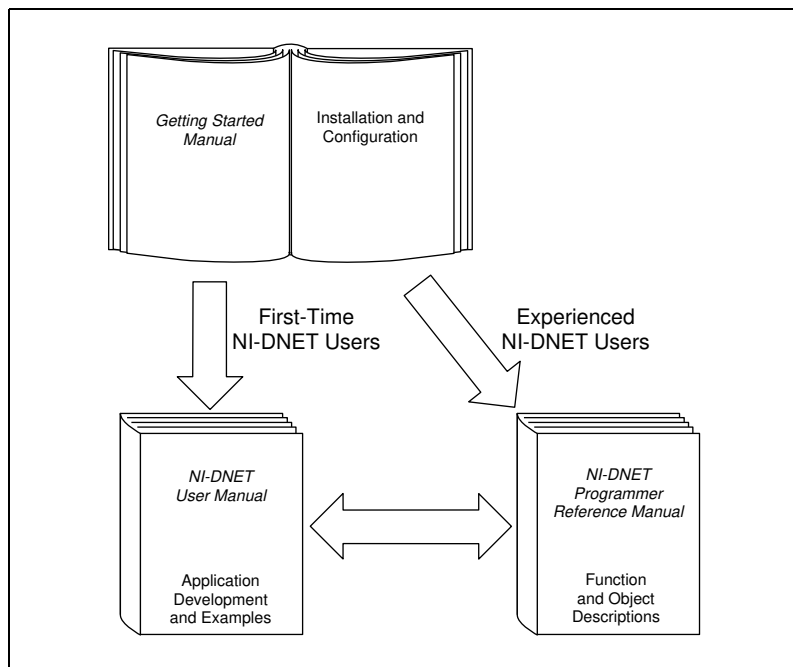 Getting Started
Manual
Installation and
Configuration
First-Time
NI-DNET Users
Experienced
NI-DNET Users
NI-DNET
User Manual
Application
Development
and Examples
NI-DNET
Programmer
Reference Manual
Function
and Object
Descriptions